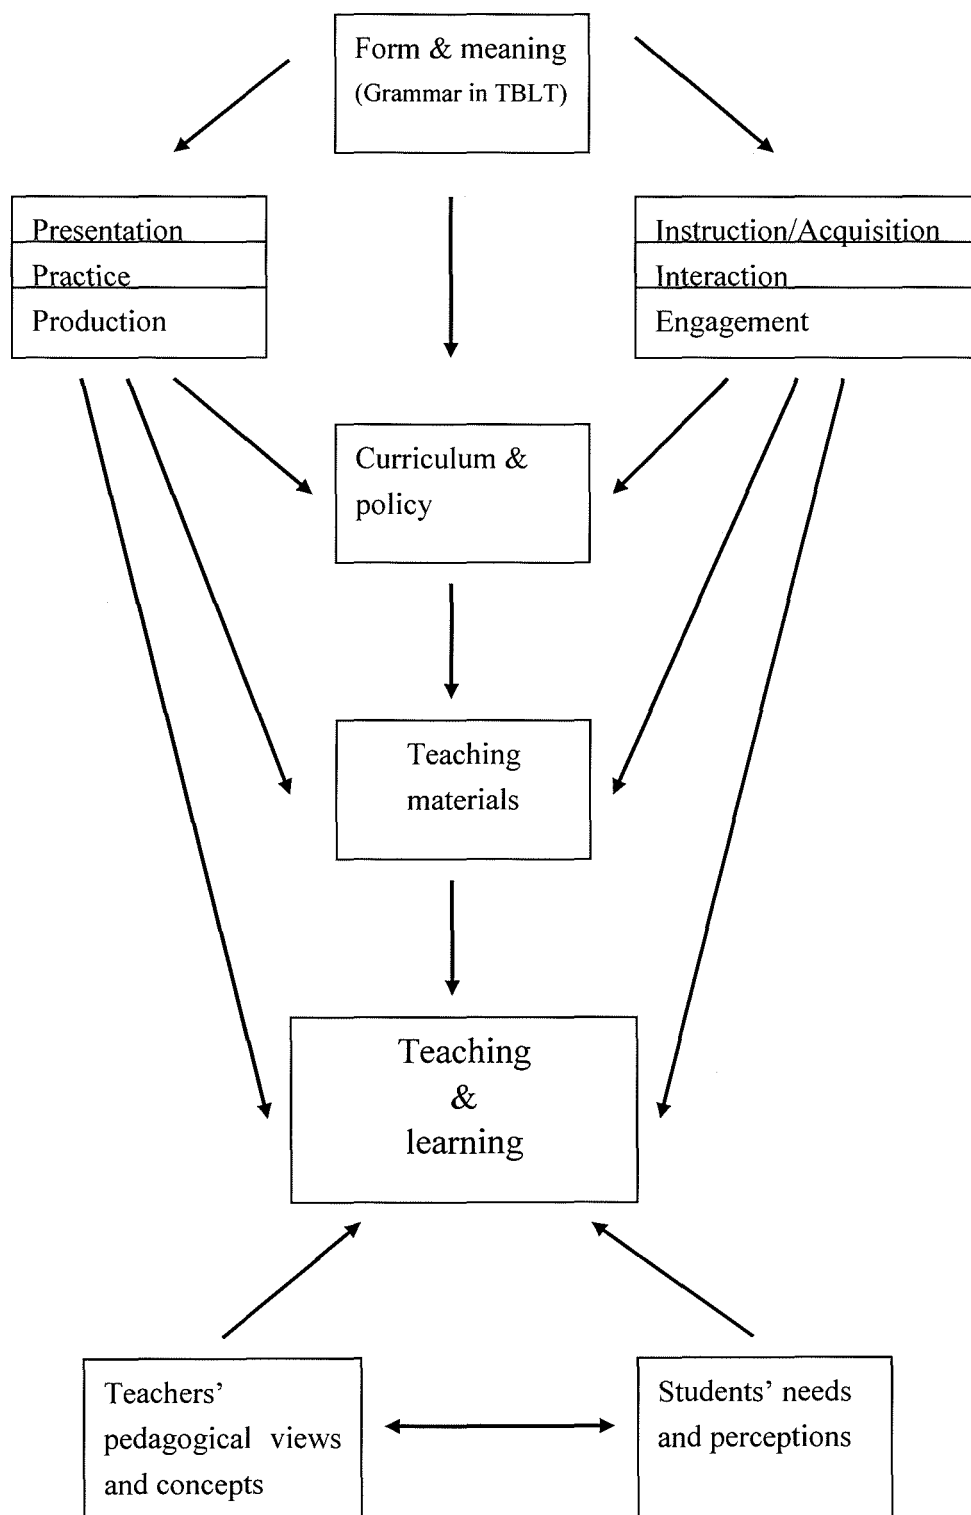 Form & meaning
(Grammar in TBLT)
Presentation
Practice
Production
Instruction/Acquisition
Interaction
Engagement
Curriculum &
policy
Teaching
materials
Teaching
&
learning
Teachers’
pedagogical views
and concepts
Students’ needs
and perceptions